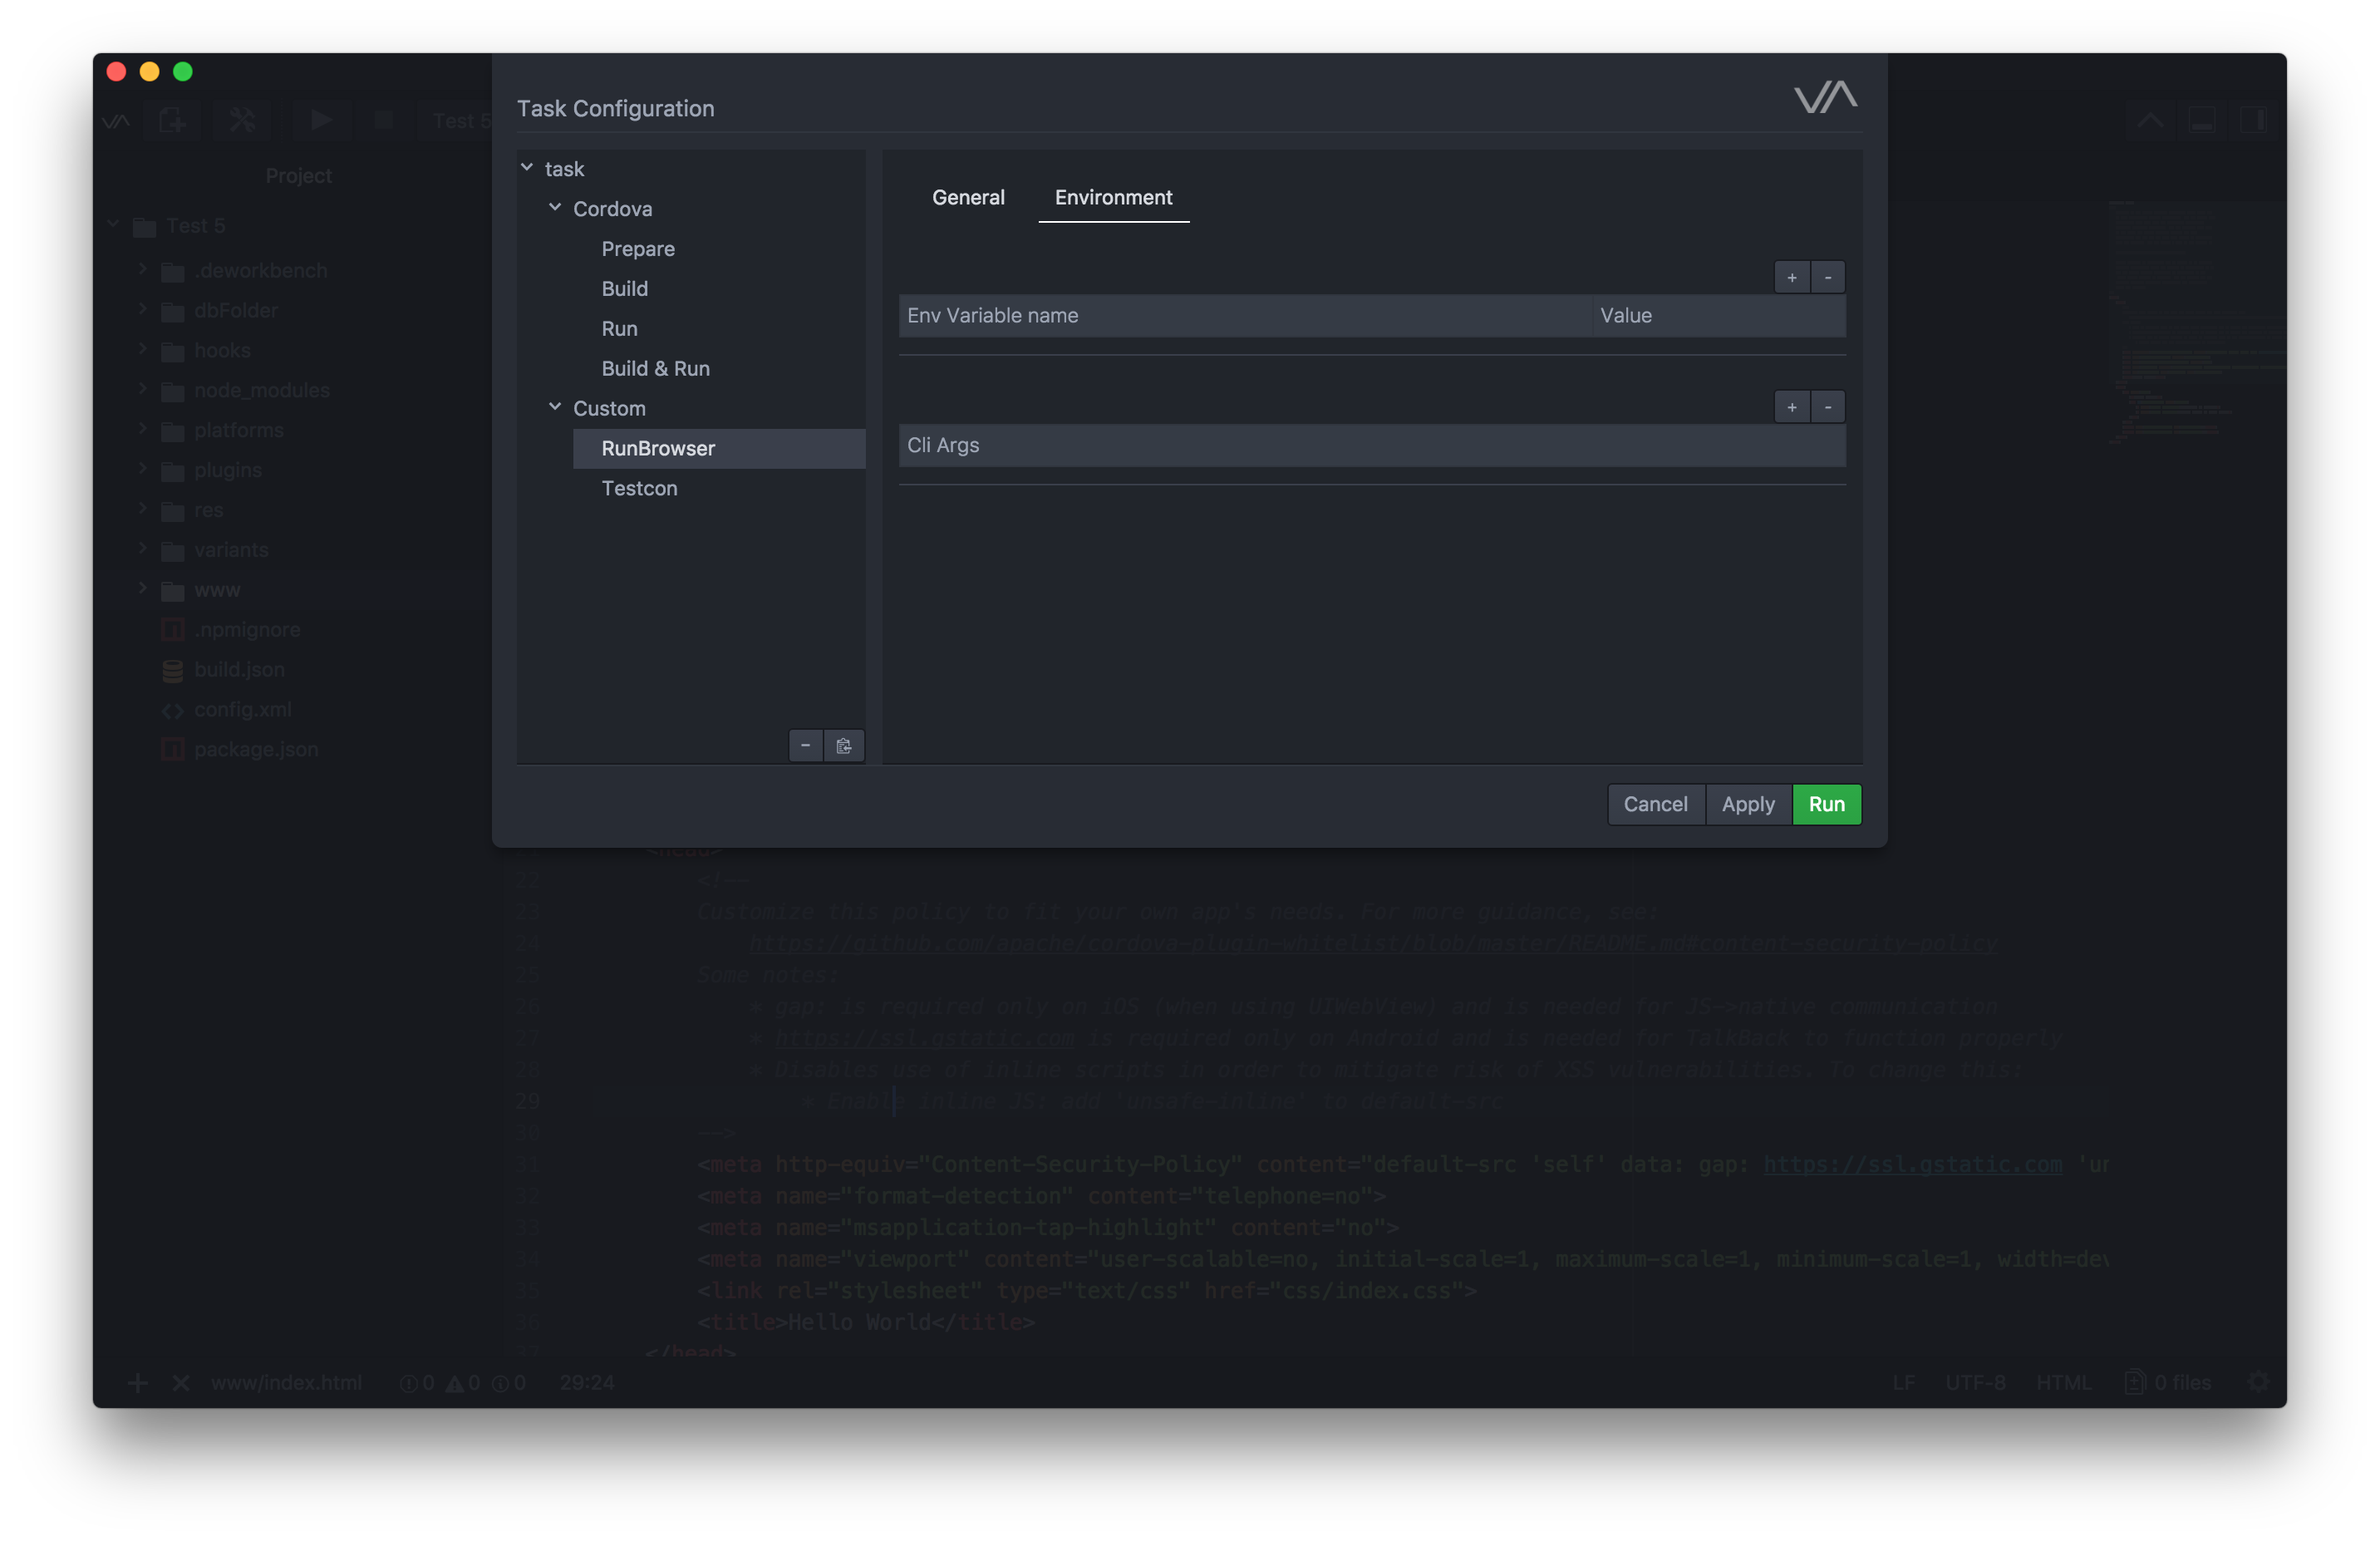 Task Configuration
Test 5
Project
Test 5
.deworkbench
dbFolder
hooks
node_modules
platforms
plugins
res
variants
www
.npmignore
build.json
config.xml
package.json
task
Cordova
Prepare
Build
Run
Build & Run
Custom
RunBrowser
Testcon
General
Environment
+ -
Env Variable name
Value
+ -
Cli Args
-
Cancel
Apply
Run
22 <!--
23 Customize this policy to fit your own app's needs. For more guidance, see:
24 https://github.com/apache/cordova-plugin-whitelist/blob/master/README.md#content-security-policy
25 Some notes:
26 * gap: is required only on iOS (when using UIWebView) and is needed for JS->native communication
27 * https://ssl.gstatic.com is required only on Android and is needed for TalkBack to function properly
28 * Disables use of inline scripts in order to mitigate risk of XSS vulnerabilities. To change this:
29 * Enable inline JS: add 'unsafe-inline' to default-src
30 -->
31 <meta http-equiv="Content-Security-Policy" content="default-src 'self' data: gap: https://ssl.gstatic.com 'un
32 <meta name="format-detection" content="telephone=no">
33 <meta name="msapplication-tap-highlight" content="no">
34 <meta name="viewport" content="user-scalable=no, initial-scale=1, maximum-scale=1, minimum-scale=1, width=dev
35 <link rel="stylesheet" type="text/css" href="css/index.css">
36 <title>Hello World</title>
37 </head>
www/index.html 0 0 0 29:24
LF UTF-8 HTML 0 files